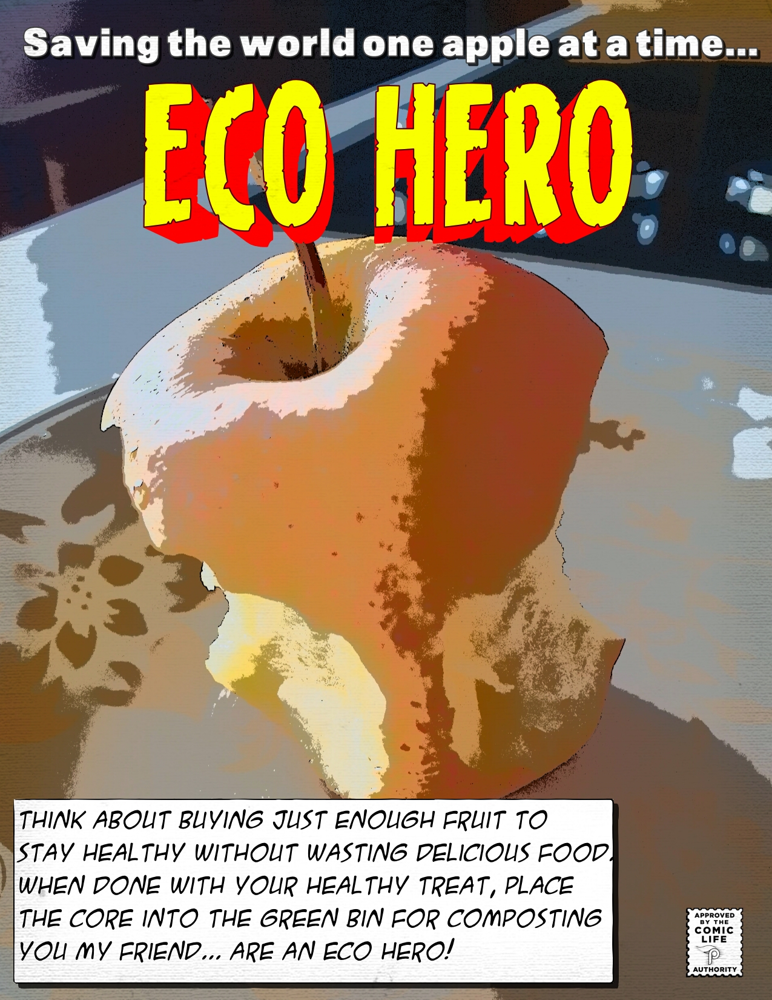 Saving the world one apple at a time...
ECO HERO
THINK ABOUT BUYING JUST ENOUGH FRUIT TO
STAY HEALTHY WITHOUT WASTING DELICIOUS FOOD.
WHEN DONE WITH YOUR HEALTHY TREAT, PLACE
THE CORE INTO THE GREEN BIN FOR COMPOSTING
YOU MY FRIEND... ARE AN ECO HERO!
APPROVED
BY THE
COMIC
LIFE
P
AUTHORITY